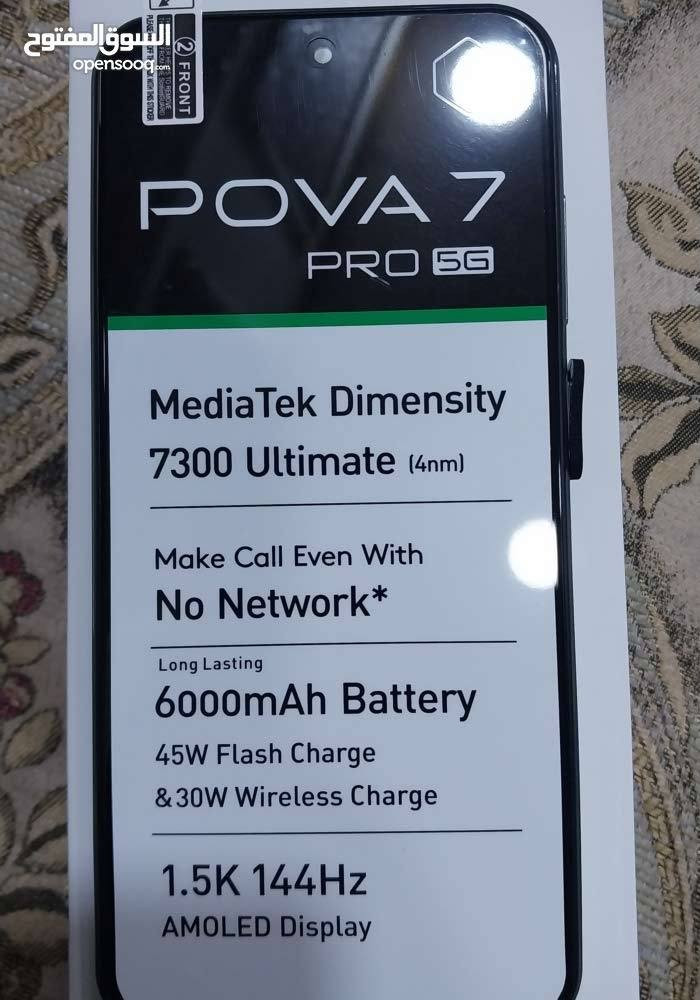 السوق المفتوح
opensooq.com
2 FRONT
POVA 7
PRO 5G
MediaTek Dimensity
7300 Ultimate (4nm)
Make Call Even With
No Network*
Long Lasting
6000mAh Battery
45W Flash Charge
&30W Wireless Charge
1.5K 144Hz
AMOLED Display